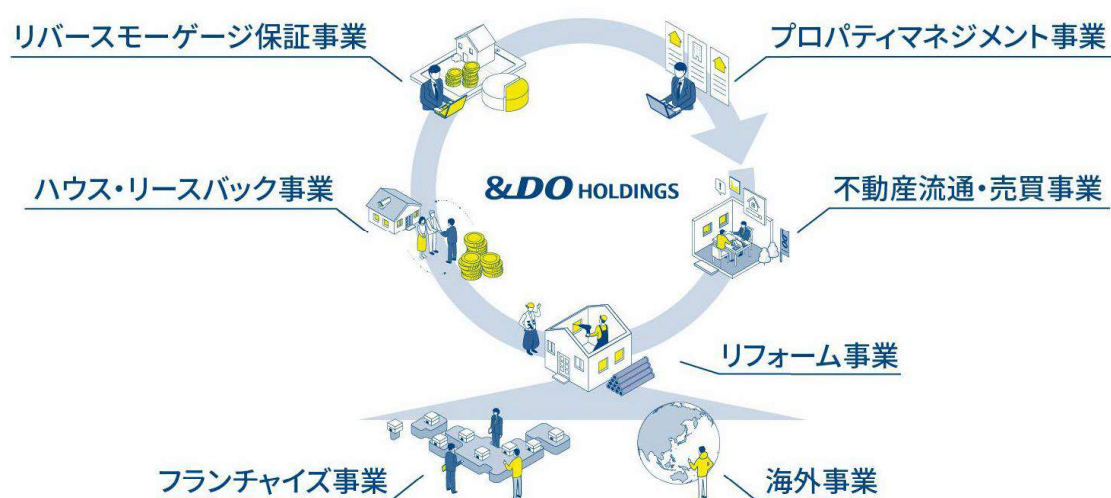 リバースモーゲージ保証事業
プロパティマネジメント事業
ハウス・リースバック事業
&DO HOLDINGS
不動産流通・売買事業
リフォーム事業
フランチャイズ事業
海外事業